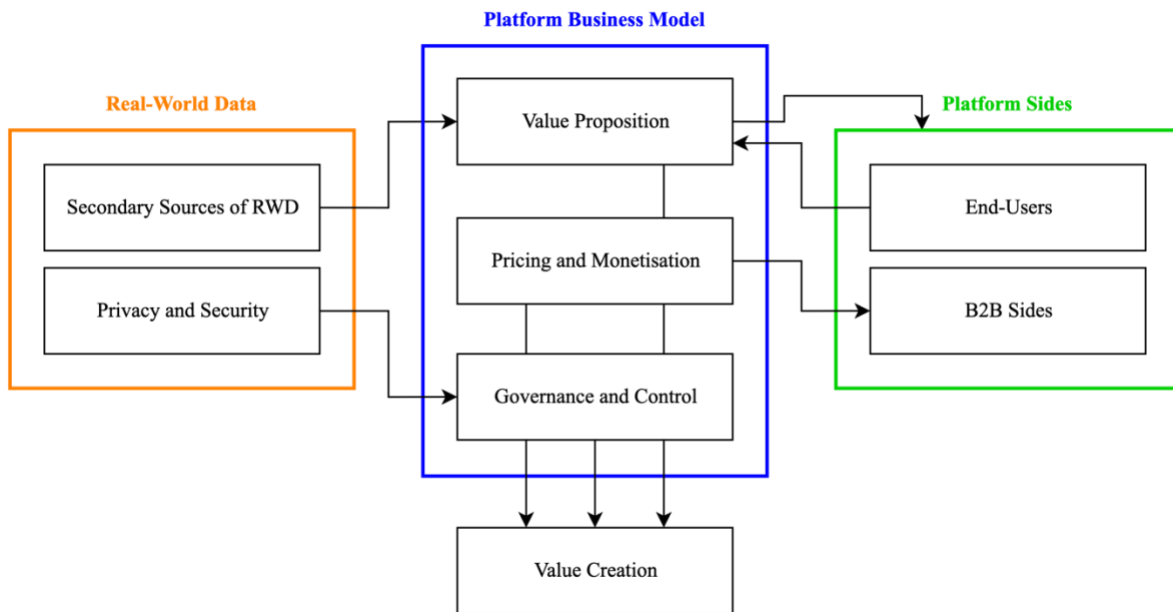 Platform Business Model
Real-World Data
Platform Sides
Value Proposition
Secondary Sources of RWD
End-Users
Pricing and Monetisation
Privacy and Security
B2B Sides
Governance and Control
Value Creation